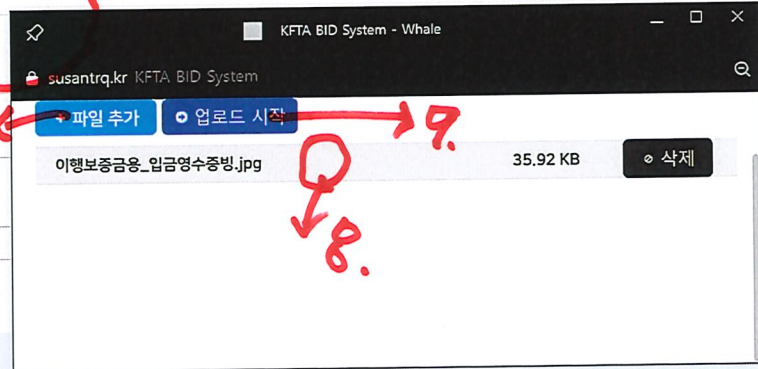 KFTA BID System - Whale
susantrq.kr KFTA BID System
+ 파일 추가 업로드 시작
9.
이행보증금용_입금영수증빙.jpg 35.92 KB 삭제
8.